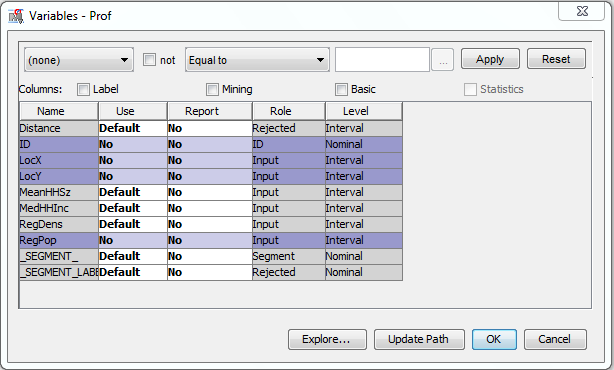 Variables - Prof
(none) not Equal to ... Apply Reset
Columns: Label Mining Basic Statistics
Name Use Report Role Level
Distance Default No Rejected Interval
ID No No ID Nominal
LocX No No Input Interval
LocY No No Input Interval
MeanHHSz Default No Input Interval
MedHHInc Default No Input Interval
RegDens Default No Input Interval
RegPop No No Input Interval
_SEGMENT_ Default No Segment Nominal
_SEGMENT_LABE Default No Rejected Nominal
Explore... Update Path OK Cancel